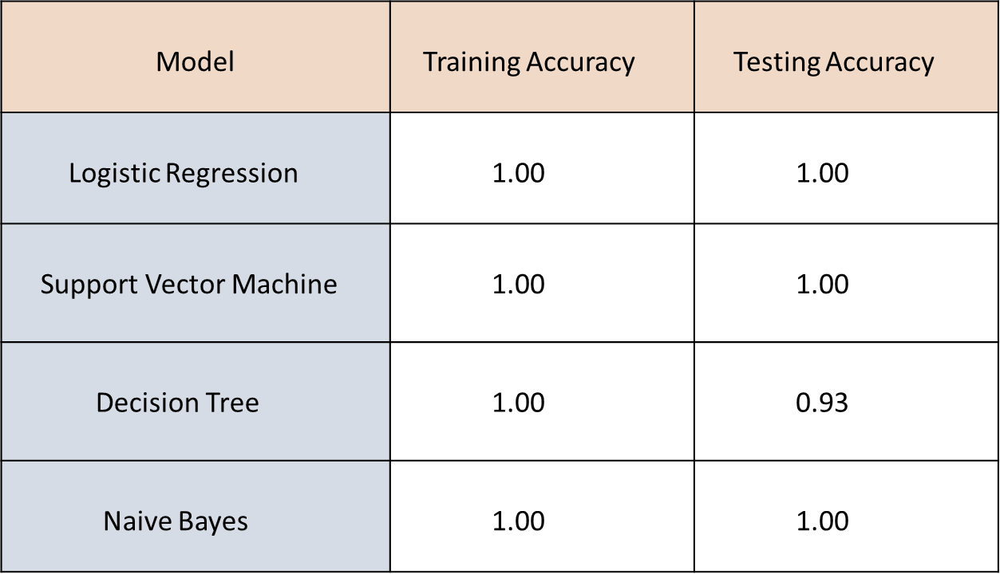 Model Training Accuracy Testing Accuracy
Logistic Regression 1.00 1.00
Support Vector Machine 1.00 1.00
Decision Tree 1.00 0.93
Naive Bayes 1.00 1.00